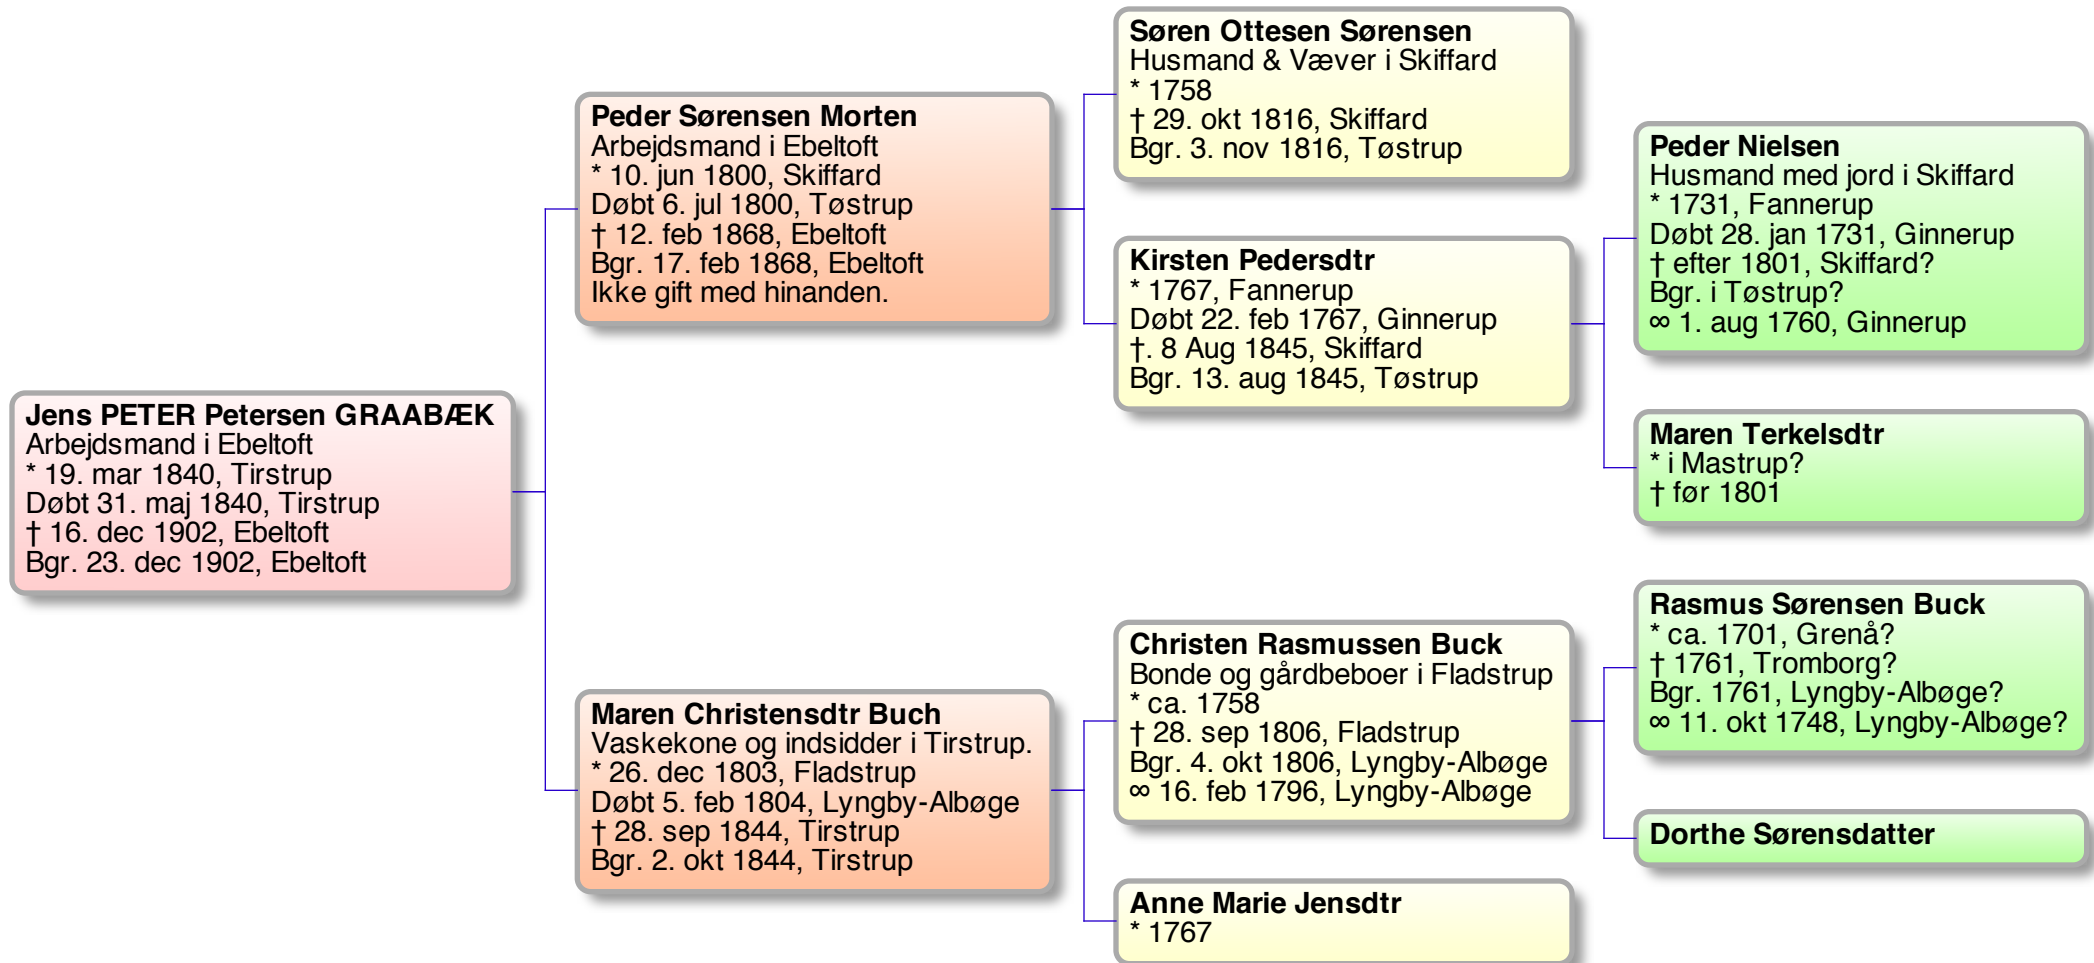 Jens PETER Petersen GRAABÆK
Arbejdsmand i Ebeltoft
* 19. mar 1840, Tirstrup
Døbt 31. maj 1840, Tirstrup
† 16. dec 1902, Ebeltoft
Bgr. 23. dec 1902, Ebeltoft
Peder Sørensen Morten
Arbejdsmand i Ebeltoft
* 10. jun 1800, Skiffard
Døbt 6. jul 1800, Tøstrup
† 12. feb 1868, Ebeltoft
Bgr. 17. feb 1868, Ebeltoft
Ikke gift med hinanden.
Maren Christensdtr Buch
Vaskekone og indsidder i Tirstrup.
* 26. dec 1803, Fladstrup
Døbt 5. feb 1804, Lyngby-Albøge
† 28. sep 1844, Tirstrup
Bgr. 2. okt 1844, Tirstrup
Søren Ottesen Sørensen
Husmand & Væver i Skiffard
* 1758
† 29. okt 1816, Skiffard
Bgr. 3. nov 1816, Tøstrup
Kirsten Pedersdtr
* 1767, Fannerup
Døbt 22. feb 1767, Ginnerup
†. 8 Aug 1845, Skiffard
Bgr. 13. aug 1845, Tøstrup
Christen Rasmussen Buck
Bonde og gårdbeboer i Fladstrup
* ca. 1758
† 28. sep 1806, Fladstrup
Bgr. 4. okt 1806, Lyngby-Albøge
∞ 16. feb 1796, Lyngby-Albøge
Anne Marie Jensdtr
* 1767
Peder Nielsen
Husmand med jord i Skiffard
* 1731, Fannerup
Døbt 28. jan 1731, Ginnerup
† efter 1801, Skiffard?
Bgr. i Tøstrup?
∞ 1. aug 1760, Ginnerup
Maren Terkelsdtr
* i Mastrup?
† før 1801
Rasmus Sørensen Buck
* ca. 1701, Grenå?
† 1761, Tromborg?
Bgr. 1761, Lyngby-Albøge?
∞ 11. okt 1748, Lyngby-Albøge?
Dorthe Sørensdatter